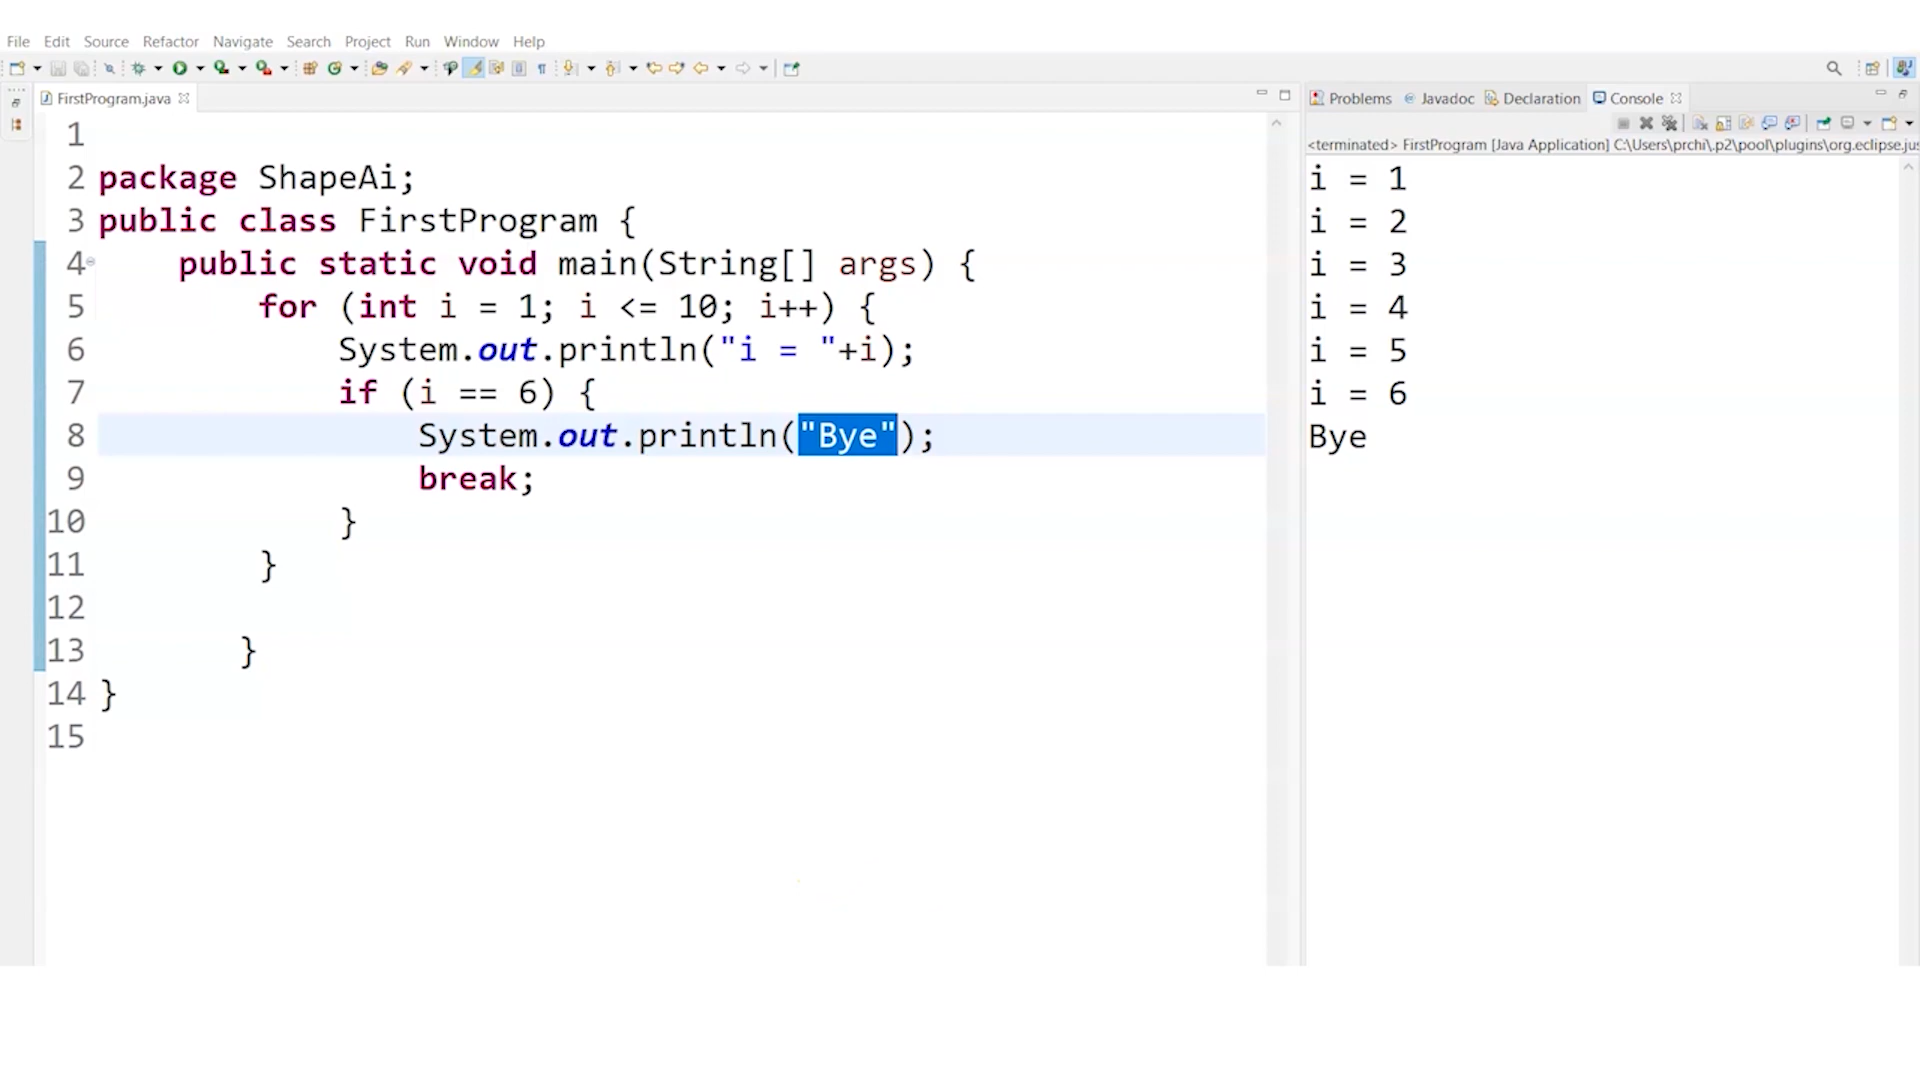 File Edit Source Refactor Navigate Search Project Run Window Help
FirstProgram.java
1
2 package ShapeAi;
3 public class FirstProgram {
4 public static void main(String[] args) {
5 for (int i = 1; i <= 10; i++) {
6 System.out.println("i = "+i);
7 if (i == 6) {
8 System.out.println("Bye");
9 break;
10 }
11 }
12
13 }
14 }
15
Problems Javadoc Declaration Console
<terminated> FirstProgram [Java Application] C:\Users\prchi\.p2\pool\plugins\org.eclipse.jus
i = 1
i = 2
i = 3
i = 4
i = 5
i = 6
Bye